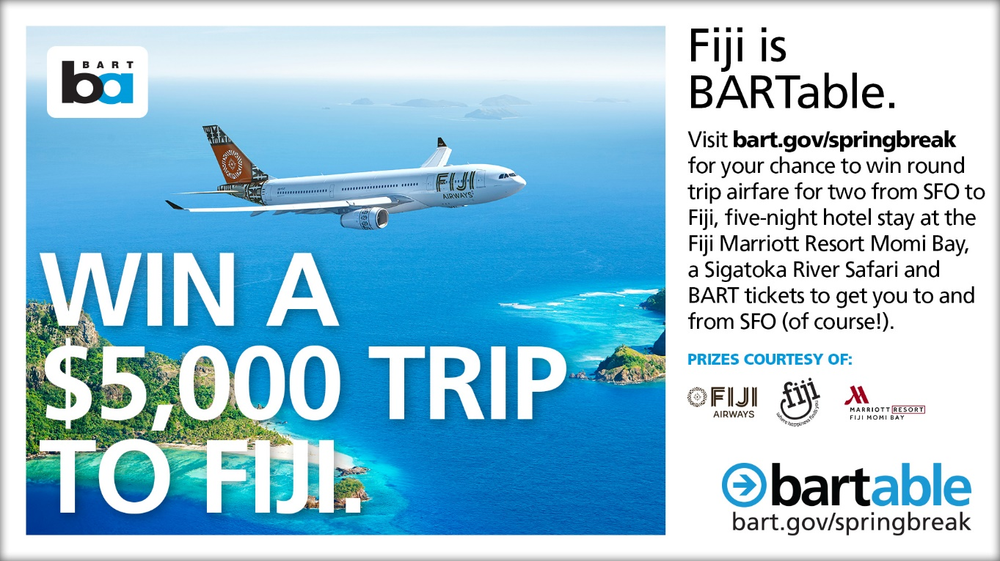 BART
ba
FIJI
AIRWAYS
WIN A
$5,000 TRIP
TO FIJI.
Fiji is
BARTable.
Visit bart.gov/springbreak
for your chance to win round
trip airfare for two from SFO to
Fiji, five-night hotel stay at the
Fiji Marriott Resort Momi Bay,
a Sigatoka River Safari and
BART tickets to get you to and
from SFO (of course!).
PRIZES COURTESY OF:
FIJI
AIRWAYS
fiji
where happiness finds you
MARRIOTT RESORT
FIJI MOMI BAY
bartable
bart.gov/springbreak